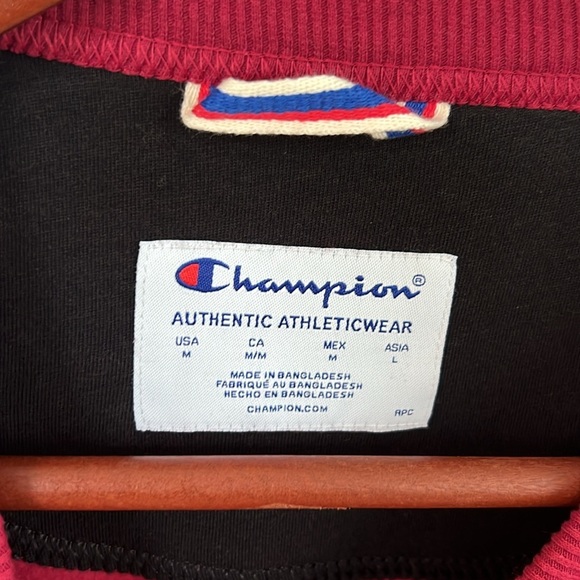 Champion®
AUTHENTIC ATHLETICWEAR
USA CA MEX ASIA
M M/M M L
MADE IN BANGLADESH
FABRIQUÉ AU BANGLADESH
HECHO EN BANGLADESH
CHAMPION.COM RPC